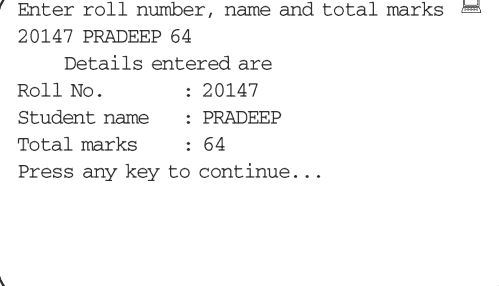 Enter roll number, name and total marks
20147 PRADEEP 64
Details entered are
Roll No. : 20147
Student name : PRADEEP
Total marks : 64
Press any key to continue...